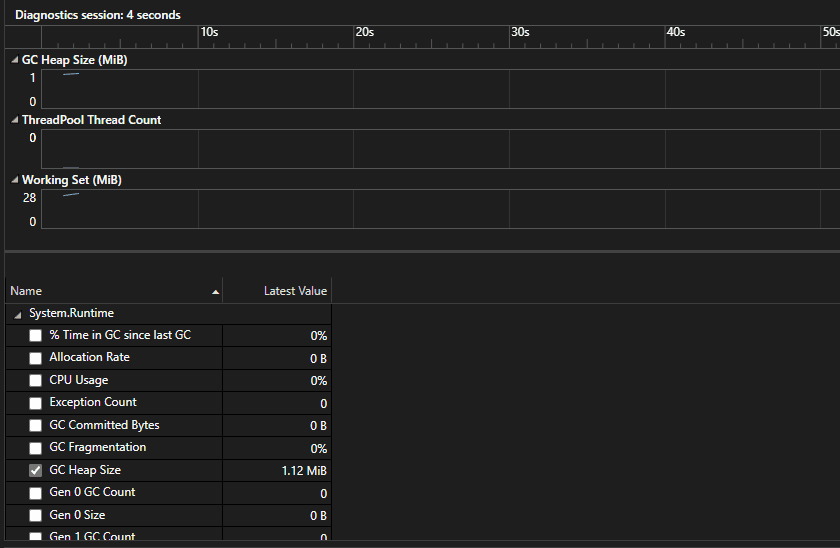 Diagnostics session: 4 seconds
10s 20s 30s 40s 50s
GC Heap Size (MiB)
1
0
ThreadPool Thread Count
0
Working Set (MiB)
28
0
Name Latest Value
System.Runtime
% Time in GC since last GC 0%
Allocation Rate 0 B
CPU Usage 0%
Exception Count 0
GC Committed Bytes 0 B
GC Fragmentation 0%
GC Heap Size 1.12 MiB
Gen 0 GC Count 0
Gen 0 Size 0 B
Gen 1 GC Count 0